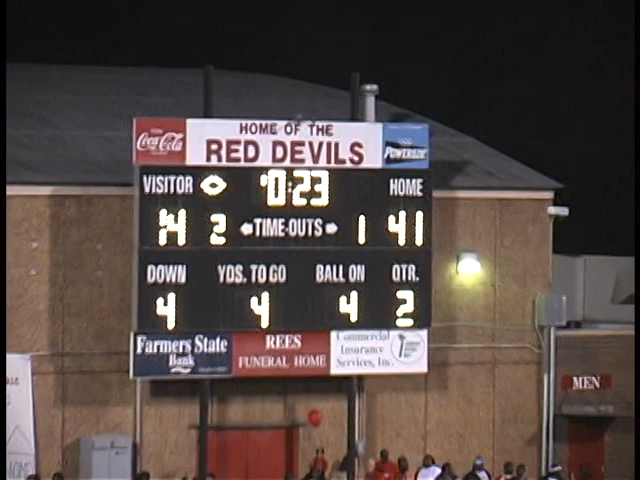 Coca-Cola
HOME OF THE
RED DEVILS
POWERADE
VISITOR 0:23 HOME
14 2 TIME-OUTS 1 41
DOWN YDS. TO GO BALL ON QTR.
4 4 4 2
Farmers State
Bank
REES
FUNERAL HOME
Commercial
Insurance
Services, Inc.
MEN